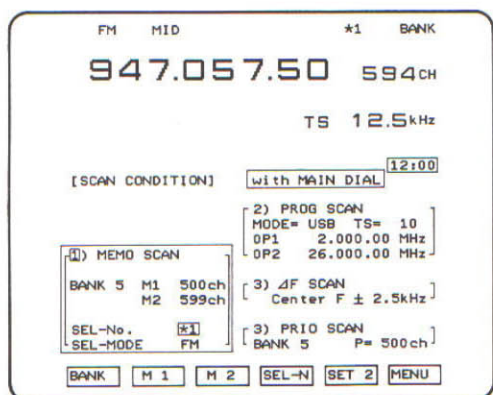 FM MID *1 BANK
947.057.50 594CH
TS 12.5kHz
12:00
[SCAN CONDITION] with MAIN DIAL
2) PROG SCAN
MODE= USB TS= 10
OP1 2.000.00 MHz
OP2 26.000.00 MHz
1) MEMO SCAN
BANK 5 M1 500ch
M2 599ch
SEL-No. *1
SEL-MODE FM
3) ⊿F SCAN
Center F ± 2.5kHz
3) PRIO SCAN
BANK 5 P= 500ch
BANK M 1 M 2 SEL-N SET 2 MENU